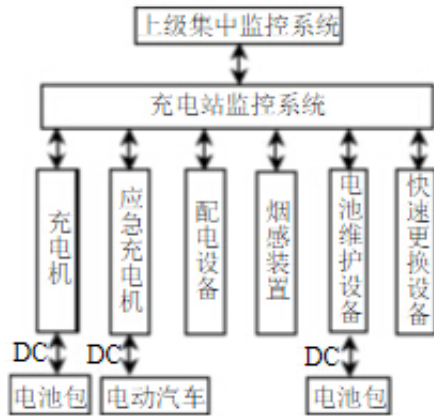 上级集中监控系统
充电站监控系统
充电机
应急充电机
配电设备
烟感装置
电池维护设备
快速更换设备
DC
DC
DC
电池包
电动汽车
电池包